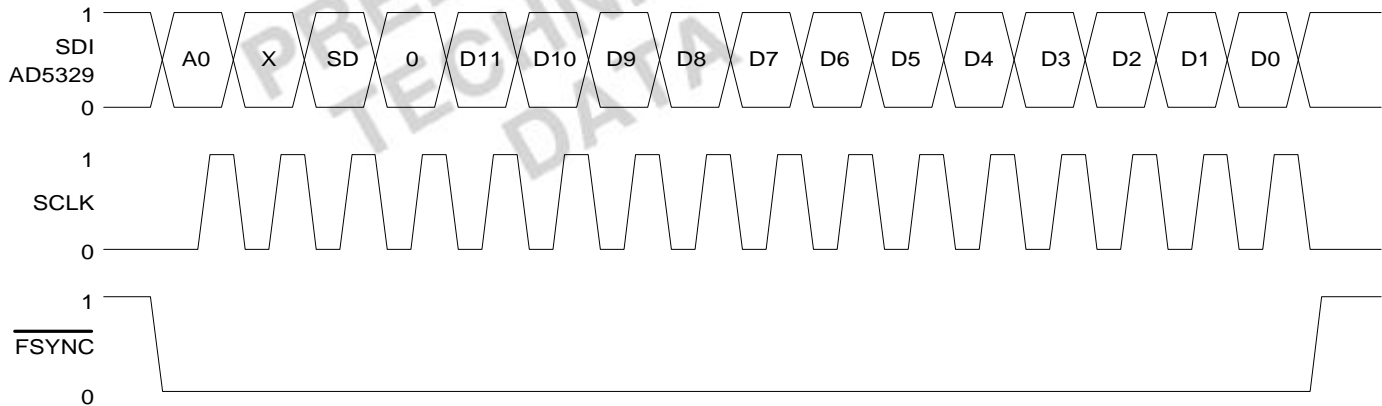 1
SDI
AD5329
0
A0 X SD 0 D11 D10 D9 D8 D7 D6 D5 D4 D3 D2 D1 D0
DATA
1
SCLK
0
1
FSYNC
0